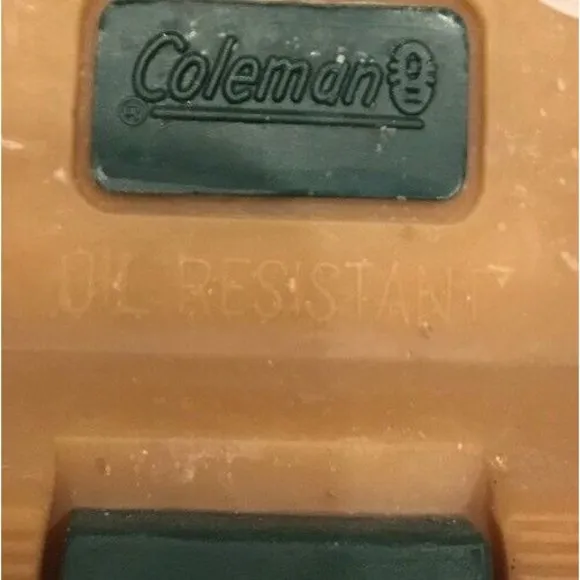 Coleman
®
OIL RESISTANT